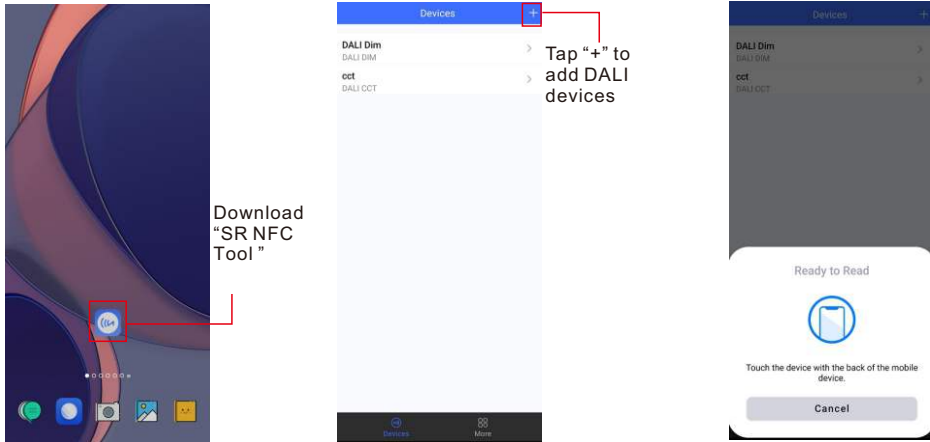 Download
“SR NFC
Tool ”
Devices
+
DALI Dim
DALI DIM
cct
DALI CCT
Devices
More
Tap “+” to
add DALI
devices
Devices
+
DALI Dim
DALI DIM
cct
DALI CCT
Ready to Read
Touch the device with the back of the mobile
device.
Cancel